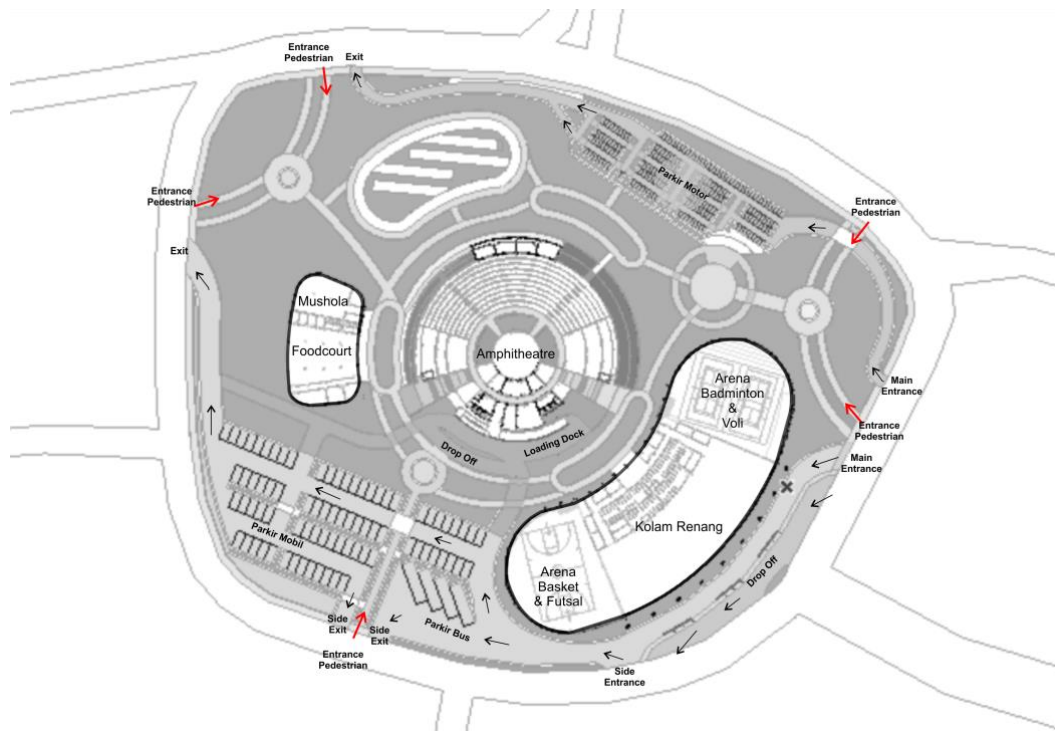 Entrance
Pedestrian
Exit
Parkir Motor
Entrance
Pedestrian
Entrance
Pedestrian
Exit
Mushola
Foodcourt
Amphitheatre
Arena
Badminton
&
Voli
Main
Entrance
Entrance
Pedestrian
Drop Off
Loading Dock
Main
Entrance
Kolam Renang
Parkir Mobil
Arena
Basket
& Futsal
Drop Off
Parkir Bus
Side
Exit
Side
Exit
Entrance
Pedestrian
Side
Entrance